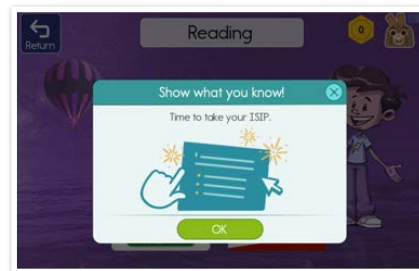 Return
Reading
0
Show what you know!
Time to take your ISIP.
OK